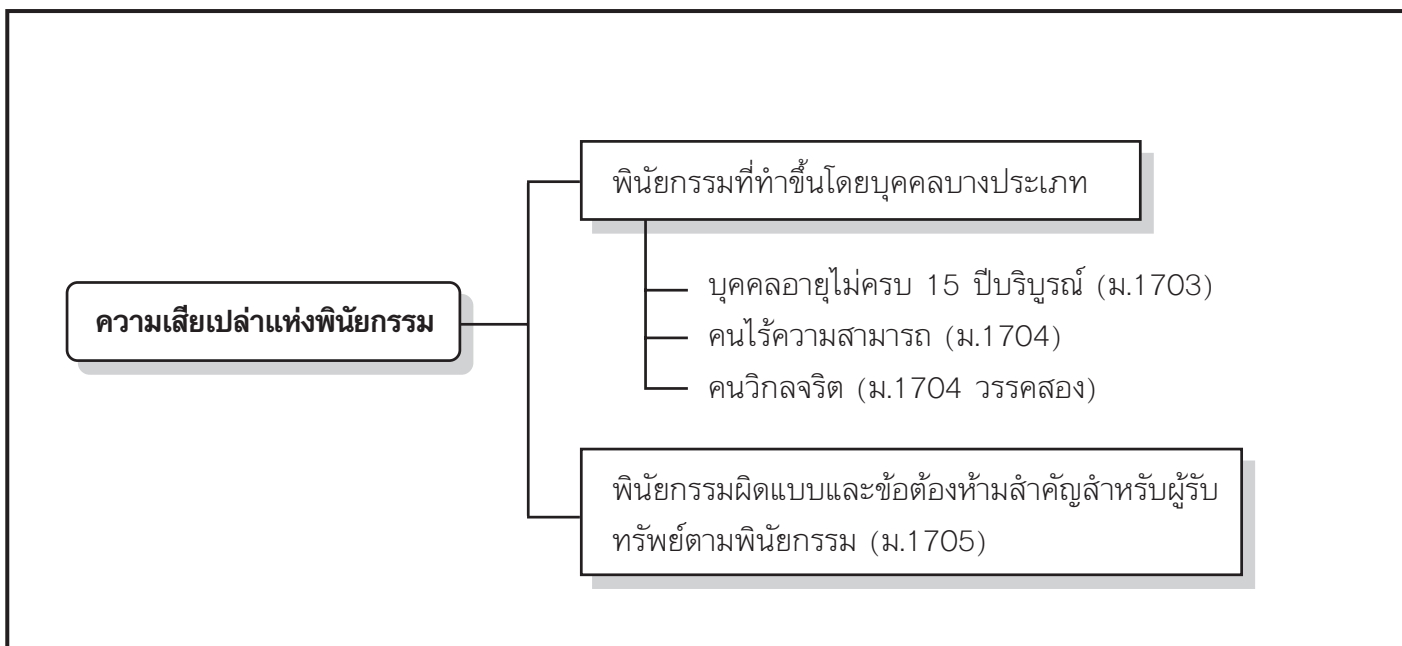 พินัยกรรมที่ทำขึ้นโดยบุคคลบางประเภท
บุคคลอายุไม่ครบ 15 ปีบริบูรณ์ (ม.1703)
ความเสียเปล่าแห่งพินัยกรรม
คนไร้ความสามารถ (ม.1704)
คนวิกลจริต (ม.1704 วรรคสอง)
พินัยกรรมผิดแบบและข้อต้องห้ามสำคัญสำหรับผู้รับ
ทรัพย์ตามพินัยกรรม (ม.1705)